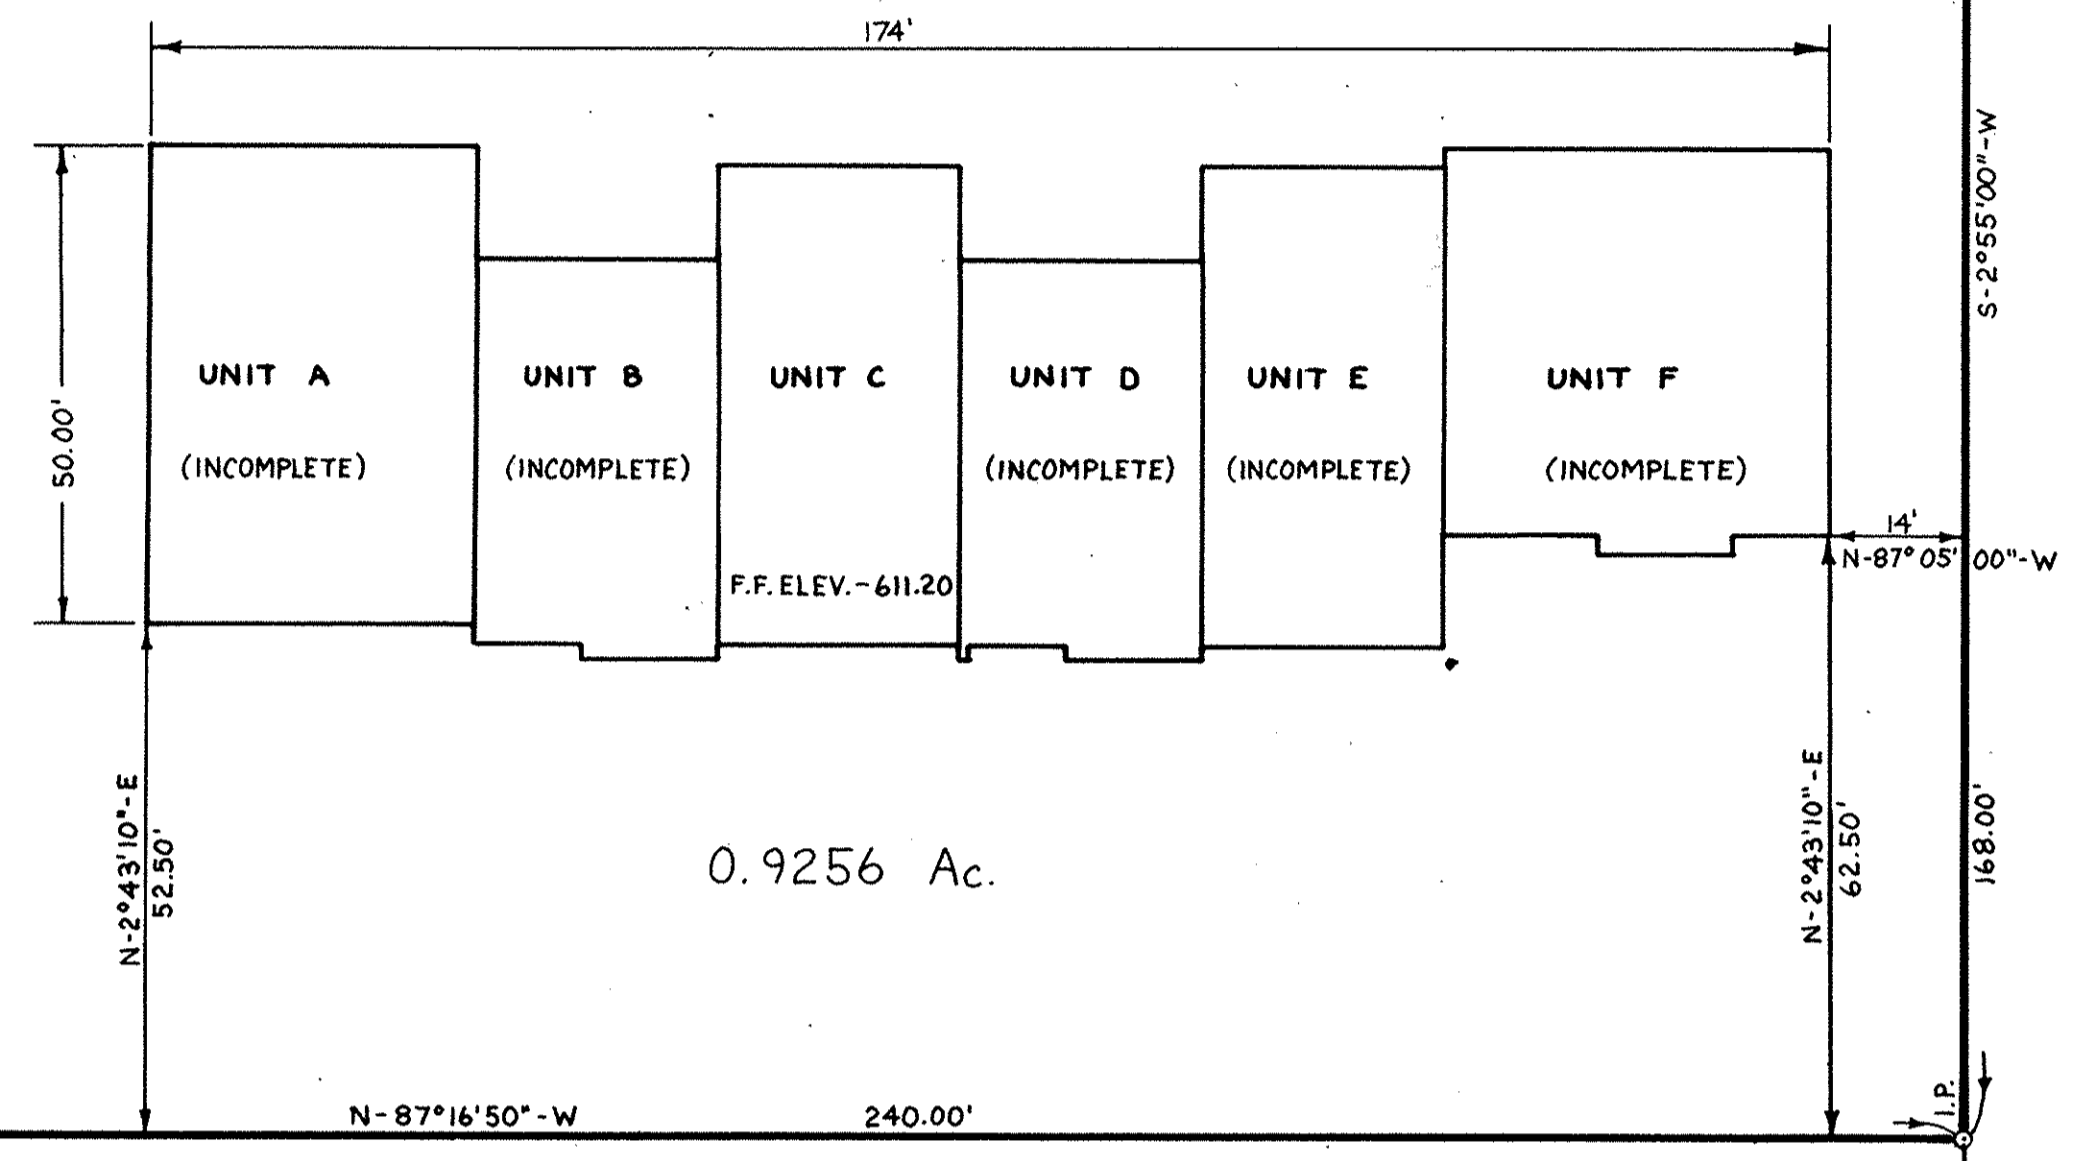 174'
S-2°55'00"-W
50.00'
UNIT A
(INCOMPLETE)
UNIT B
(INCOMPLETE)
UNIT C
F.F. ELEV.-611.20
UNIT D
(INCOMPLETE)
UNIT E
(INCOMPLETE)
UNIT F
(INCOMPLETE)
14'
N-87°05'00"-W
N-2°43'10"-E
52.50'
0.9256 Ac.
N-2°43'10"-E
62.50'
168.00'
I.P.
N-87°16'50"-W
240.00'